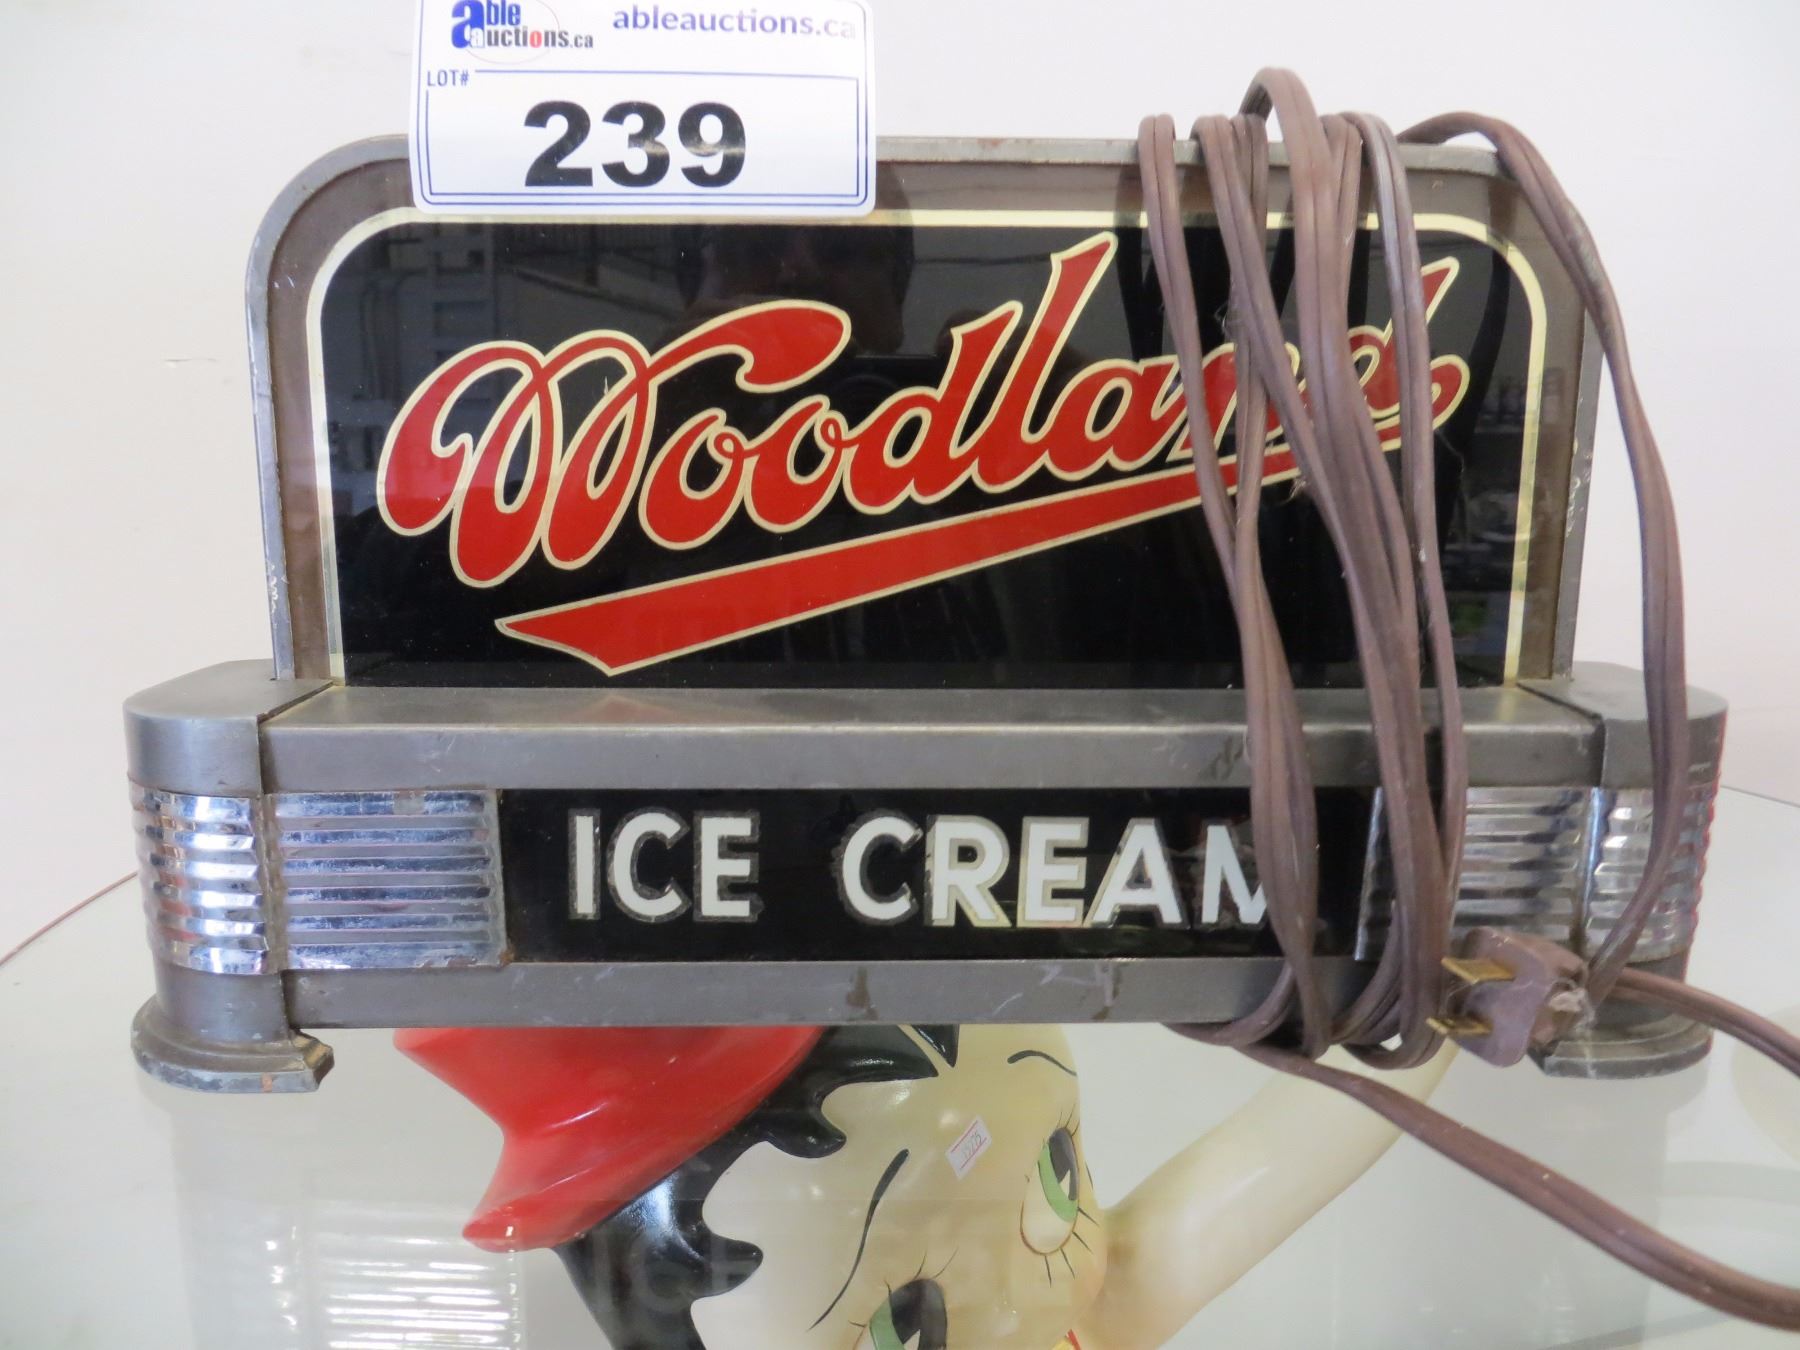 able auctions.ca
ableauctions.ca
LOT#
239
Woodland
ICE CREAM